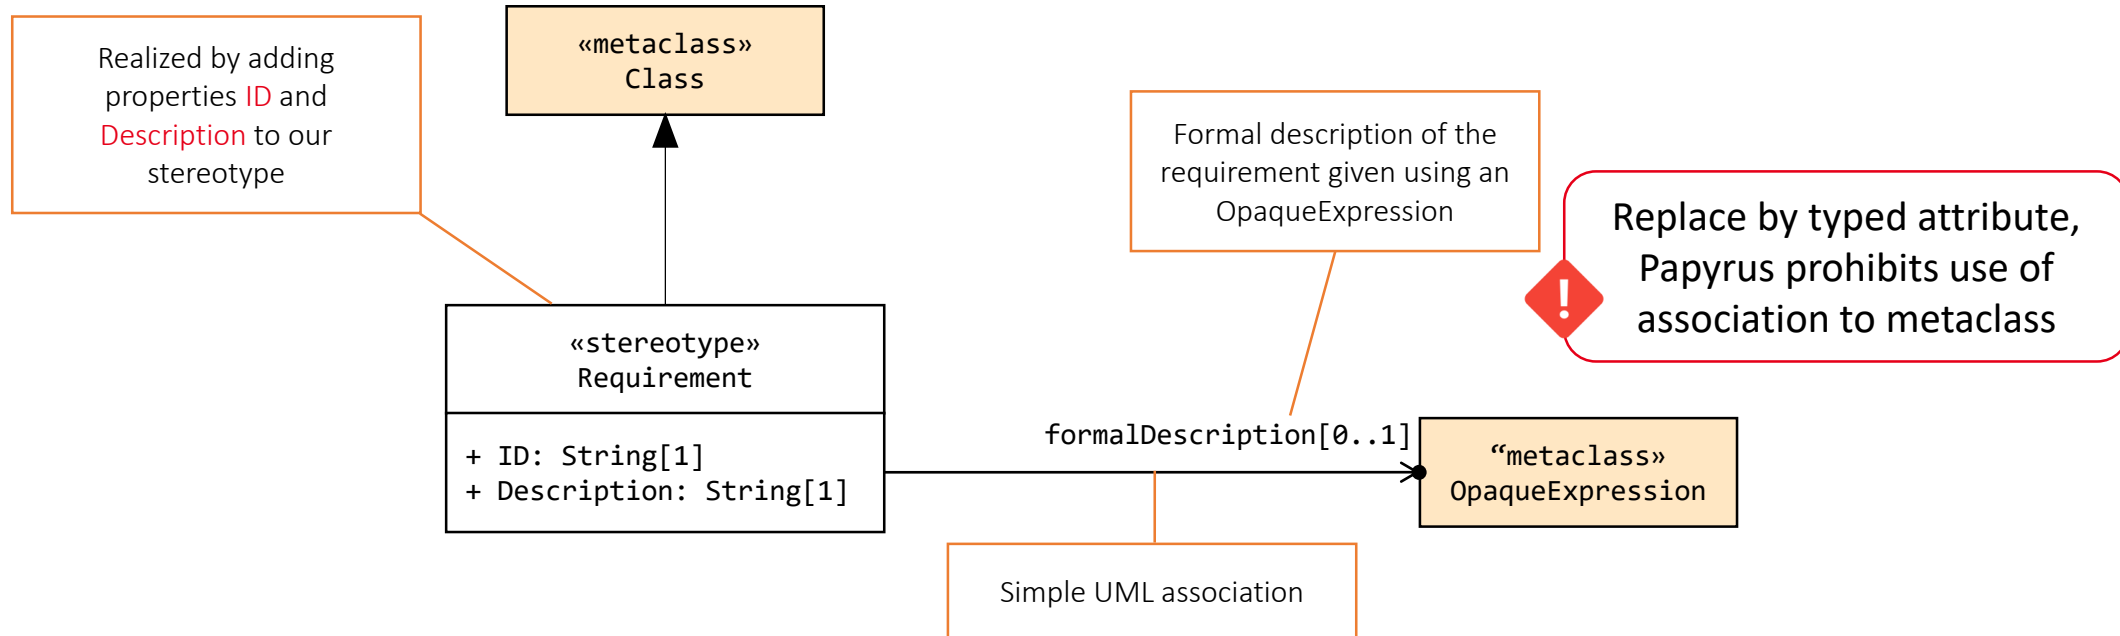 Realized by adding
properties ID and
Description to our
stereotype
«metaclass»
Class
Formal description of the
requirement given using an
OpaqueExpression
Replace by typed attribute,
Papyrus prohibits use of
association to metaclass
!
«stereotype»
Requirement
+ ID: String[1]
+ Description: String[1]
formalDescription[0..1]
“metaclass»
OpaqueExpression
Simple UML association